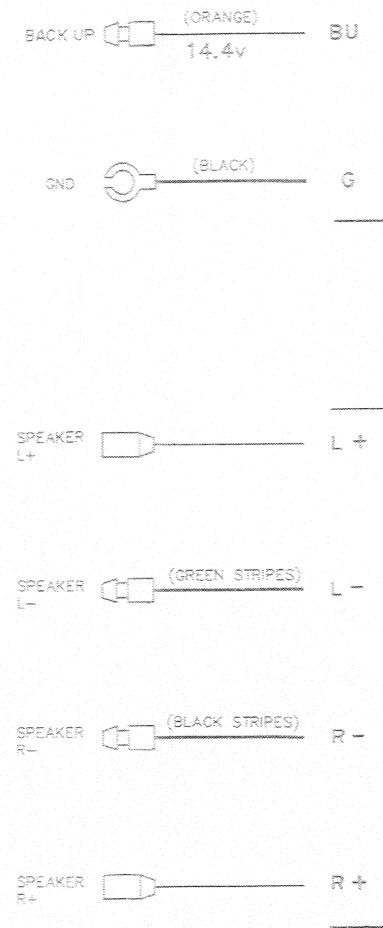 (ORANGE)
BACK UP BU
14.4v
(BLACK)
GND G
SPEAKER
L+
L +
(GREEN STRIPES)
SPEAKER
L-
L -
(BLACK STRIPES)
SPEAKER
R-
R -
SPEAKER
R+
R +